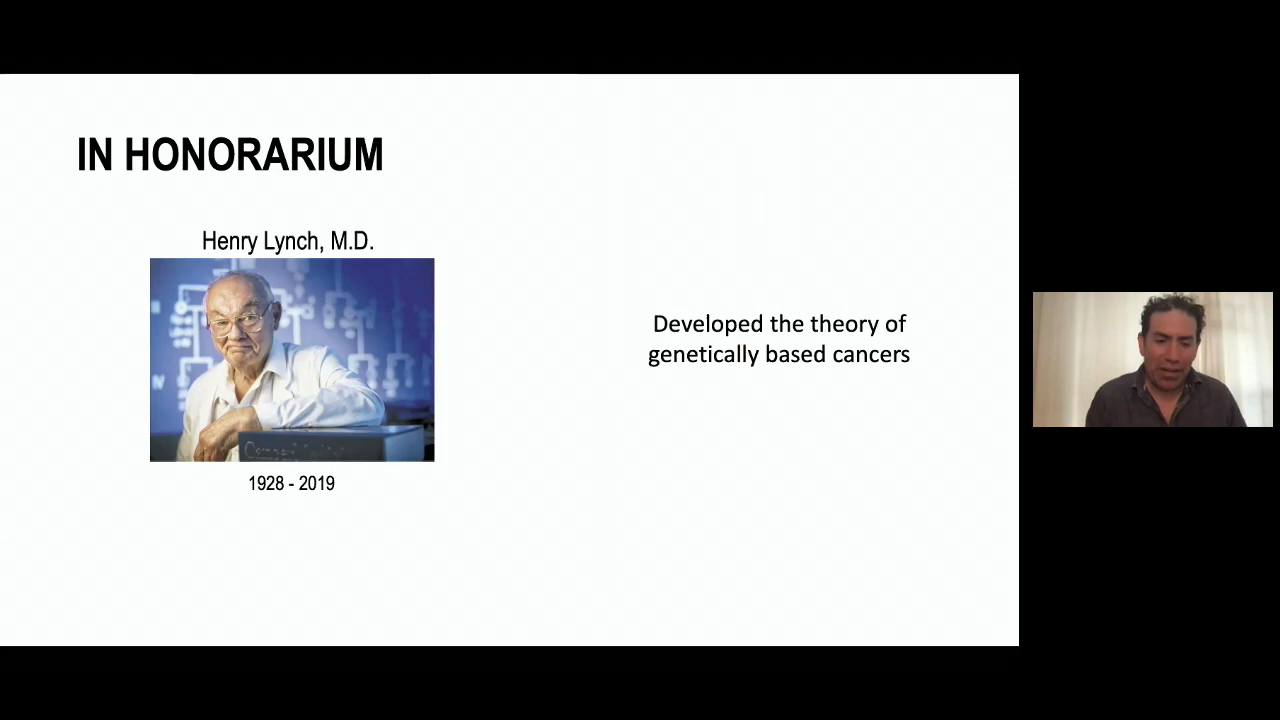 IN HONORARIUM
Henry Lynch, M.D.
1928 - 2019
Developed the theory of
genetically based cancers